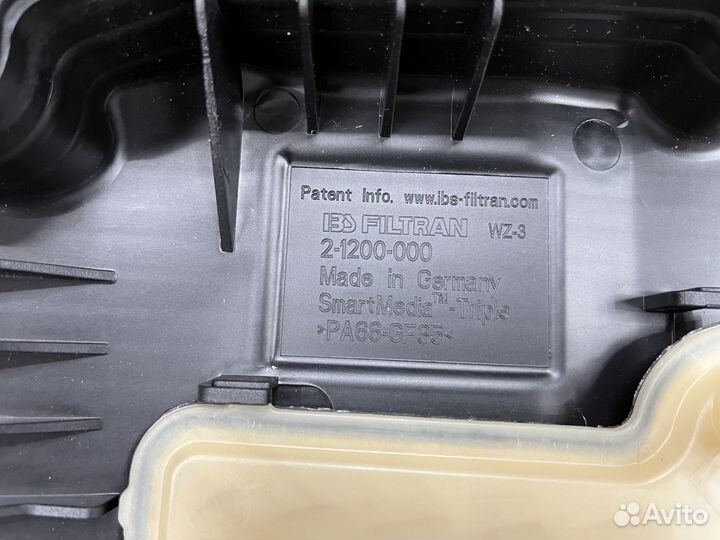 Patent Info. www.ibs-filtran.com
IBS FILTRAN WZ-3
2-1200-000
Made in Germany
SmartMedia™-Triple
>PA66-GF35<
Avito